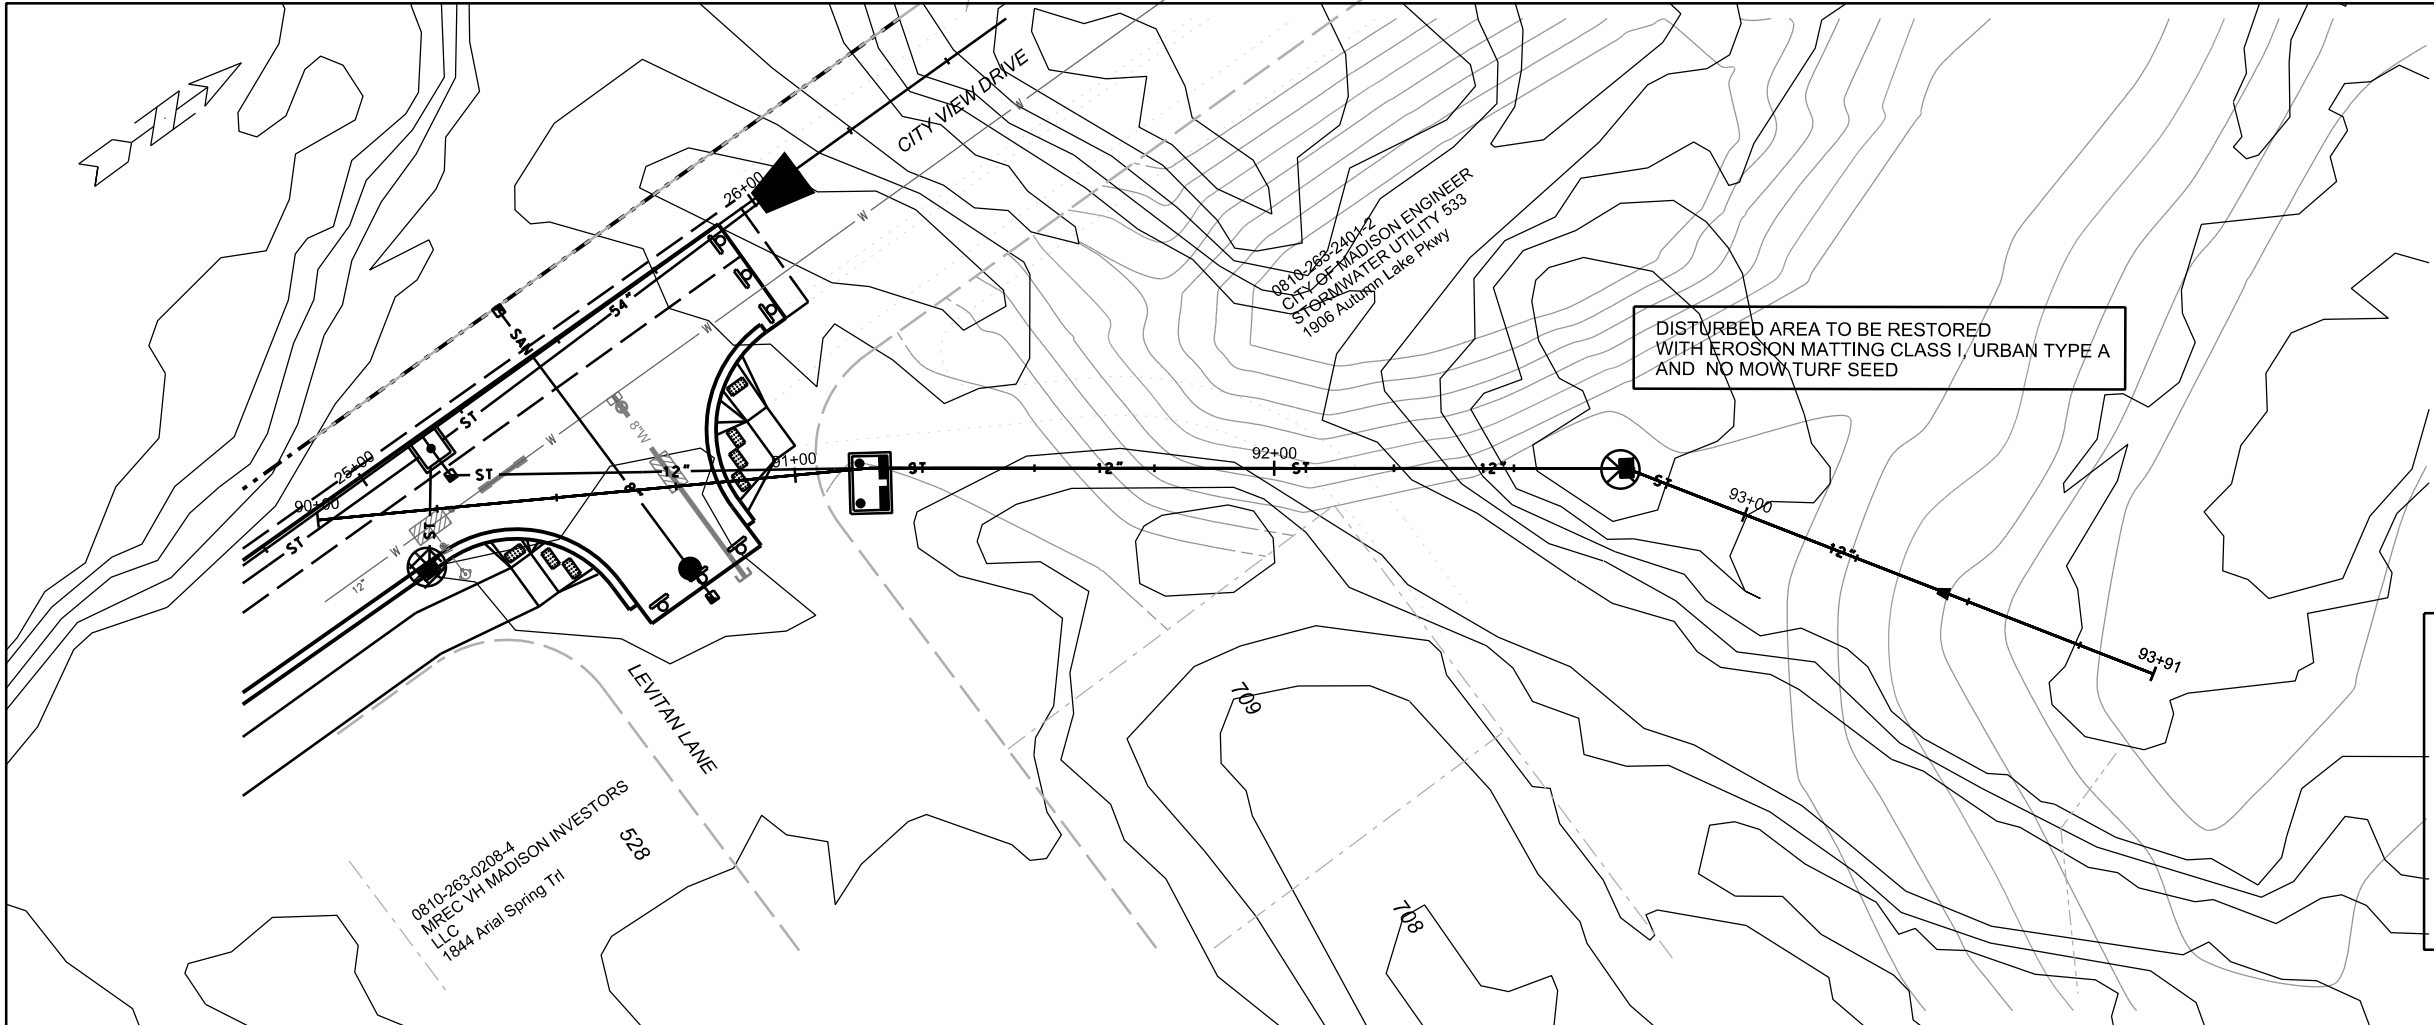 CITY VIEW DRIVE
W
W
26+00
0810-263-2401-2
CITY OF MADISON ENGINEER
STORMWATER UTILITY 533
1906 Autumn Lake Pkwy
54"
SAN
W
DISTURBED AREA TO BE RESTORED
WITH EROSION MATTING CLASS I, URBAN TYPE A
AND NO MOW TURF SEED
ST
8"W
W
25+00
91+00
92+00
ST
12"
ST
12"
ST
12"
ST
8"
93+00
90+00
ST
ST
W
12"
12"
93+91
LEVITAN LANE
709
708
0810-263-0208-4
MREC VH MADISON INVESTORS
LLC
1844 Arial Spring Trl
528